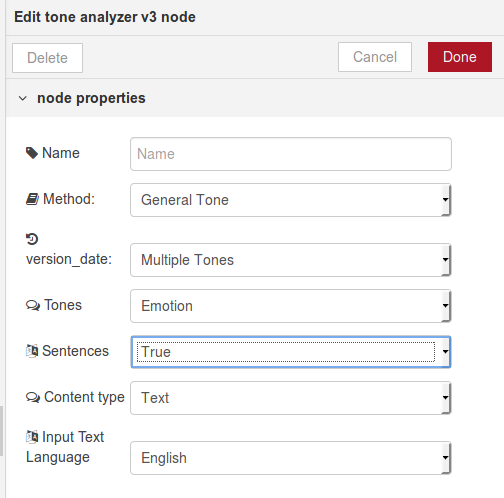 Edit tone analyzer v3 node
Delete
Cancel
Done
node properties
Name
Name
Method:
General Tone
version_date:
Multiple Tones
Tones
Emotion
Sentences
True
Content type
Text
Input Text
Language
English